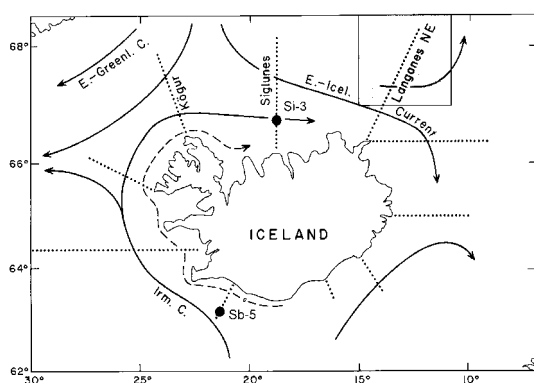 68°
66°
64°
62°
30°
25°
20°
15°
10°
E.-Greenl. C.
Kögur
Siglunes
Si-3
E.-Icel.
Current
Langanes NE
ICELAND
Irm. C.
Sb-5